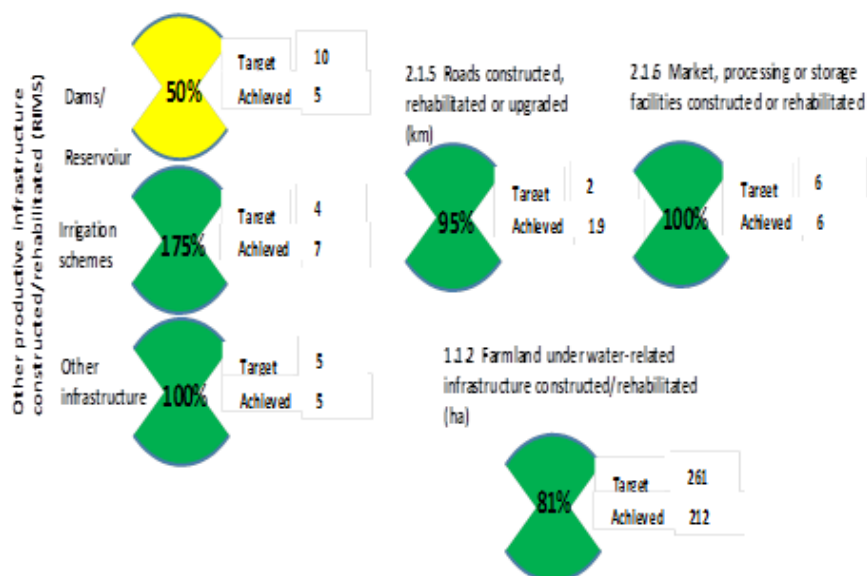 Other productive infrastructure
constructed/rehabilitated (RIMS)
Dams/
Reservoiur
50%
Target 10
Achieved 5
Irrigation
schemes
175%
Target 4
Achieved 7
Other
infrastructure
100%
Target 5
Achieved 5
2.1.5 Roads constructed,
rehabilitated or upgraded
(km)
95%
Target 2
Achieved 1.9
2.1.6 Market, processing or storage
facilities constructed or rehabilitated
100%
Target 6
Achieved 6
1.1.2 Farmland under water-related
infrastructure constructed/rehabilitated
(ha)
81%
Target 261
Achieved 212